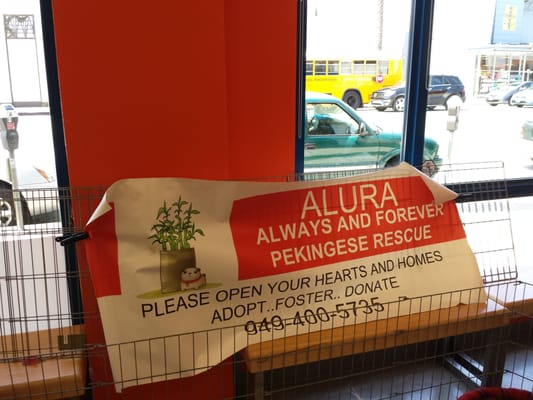 ALURA
ALWAYS AND FOREVER
PEKINGESE RESCUE
PLEASE OPEN YOUR HEARTS AND HOMES
ADOPT..FOSTER.. DONATE
949-400-5735